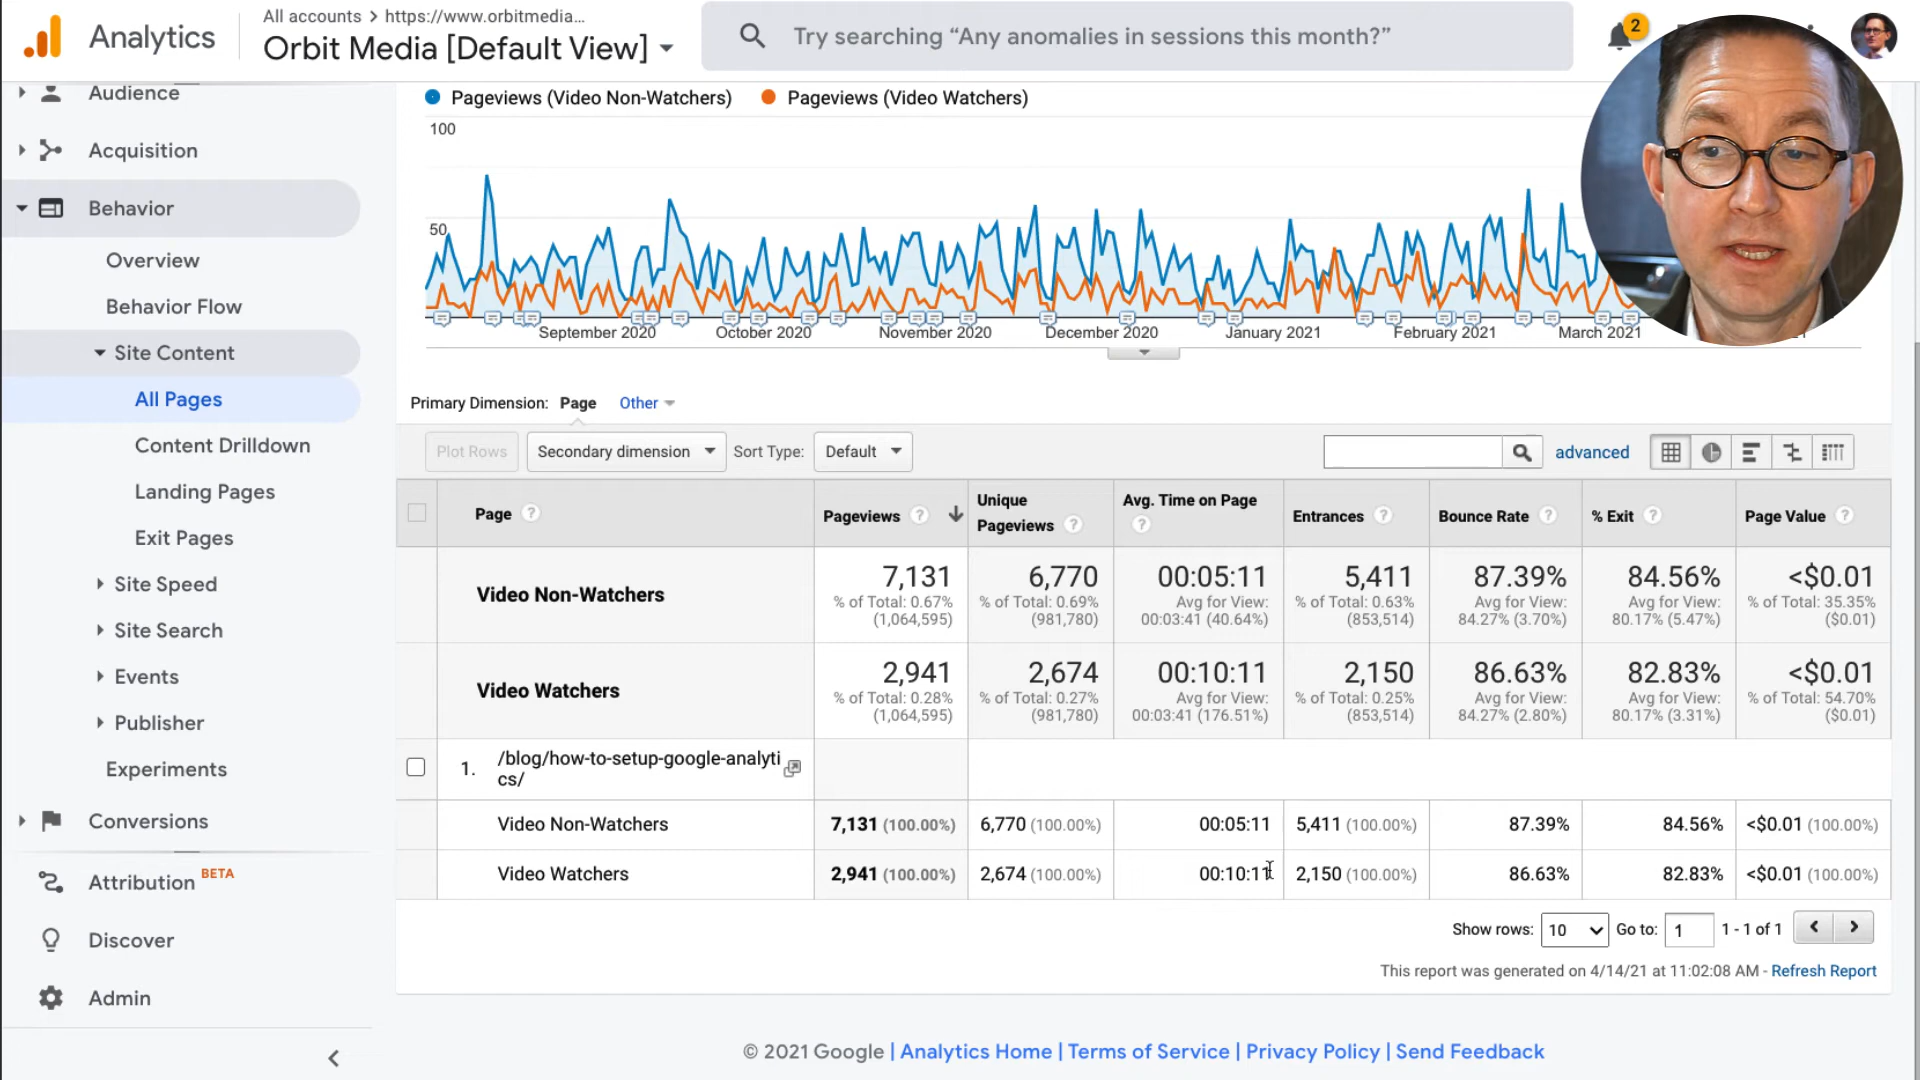 Analytics
All accounts > https://www.orbitmedia...
Orbit Media [Default View]
Try searching “Any anomalies in sessions this month?”
2
Audience
Acquisition
Behavior
Overview
Behavior Flow
Site Content
All Pages
Content Drilldown
Landing Pages
Exit Pages
Site Speed
Site Search
Events
Publisher
Experiments
Conversions
Attribution BETA
Discover
Admin
Pageviews (Video Non-Watchers) Pageviews (Video Watchers)
100
50
September 2020 October 2020 November 2020 December 2020 January 2021 February 2021 March 2021
Primary Dimension: Page Other
Plot Rows Secondary dimension Sort Type: Default advanced
Page ? Pageviews ? Unique Pageviews ? Avg. Time on Page ? Entrances ? Bounce Rate ? % Exit ? Page Value ?
Video Non-Watchers 7,131 6,770 00:05:11 5,411 87.39% 84.56% <$0.01
% of Total: 0.67% % of Total: 0.69% Avg for View: % of Total: 0.63% Avg for View: Avg for View: % of Total: 35.35%
(1,064,595) (981,780) 00:03:41 (40.64%) (853,514) 84.27% (3.70%) 80.17% (5.47%) ($0.01)
Video Watchers 2,941 2,674 00:10:11 2,150 86.63% 82.83% <$0.01
% of Total: 0.28% % of Total: 0.27% Avg for View: % of Total: 0.25% Avg for View: Avg for View: % of Total: 54.70%
(1,064,595) (981,780) 00:03:41 (176.51%) (853,514) 84.27% (2.80%) 80.17% (3.31%) ($0.01)
1. /blog/how-to-setup-google-analyti
cs/
Video Non-Watchers 7,131 (100.00%) 6,770 (100.00%) 00:05:11 5,411 (100.00%) 87.39% 84.56% <$0.01 (100.00%)
Video Watchers 2,941 (100.00%) 2,674 (100.00%) 00:10:11 2,150 (100.00%) 86.63% 82.83% <$0.01 (100.00%)
Show rows: 10 Go to: 1 1 - 1 of 1
This report was generated on 4/14/21 at 11:02:08 AM - Refresh Report
© 2021 Google | Analytics Home | Terms of Service | Privacy Policy | Send Feedback